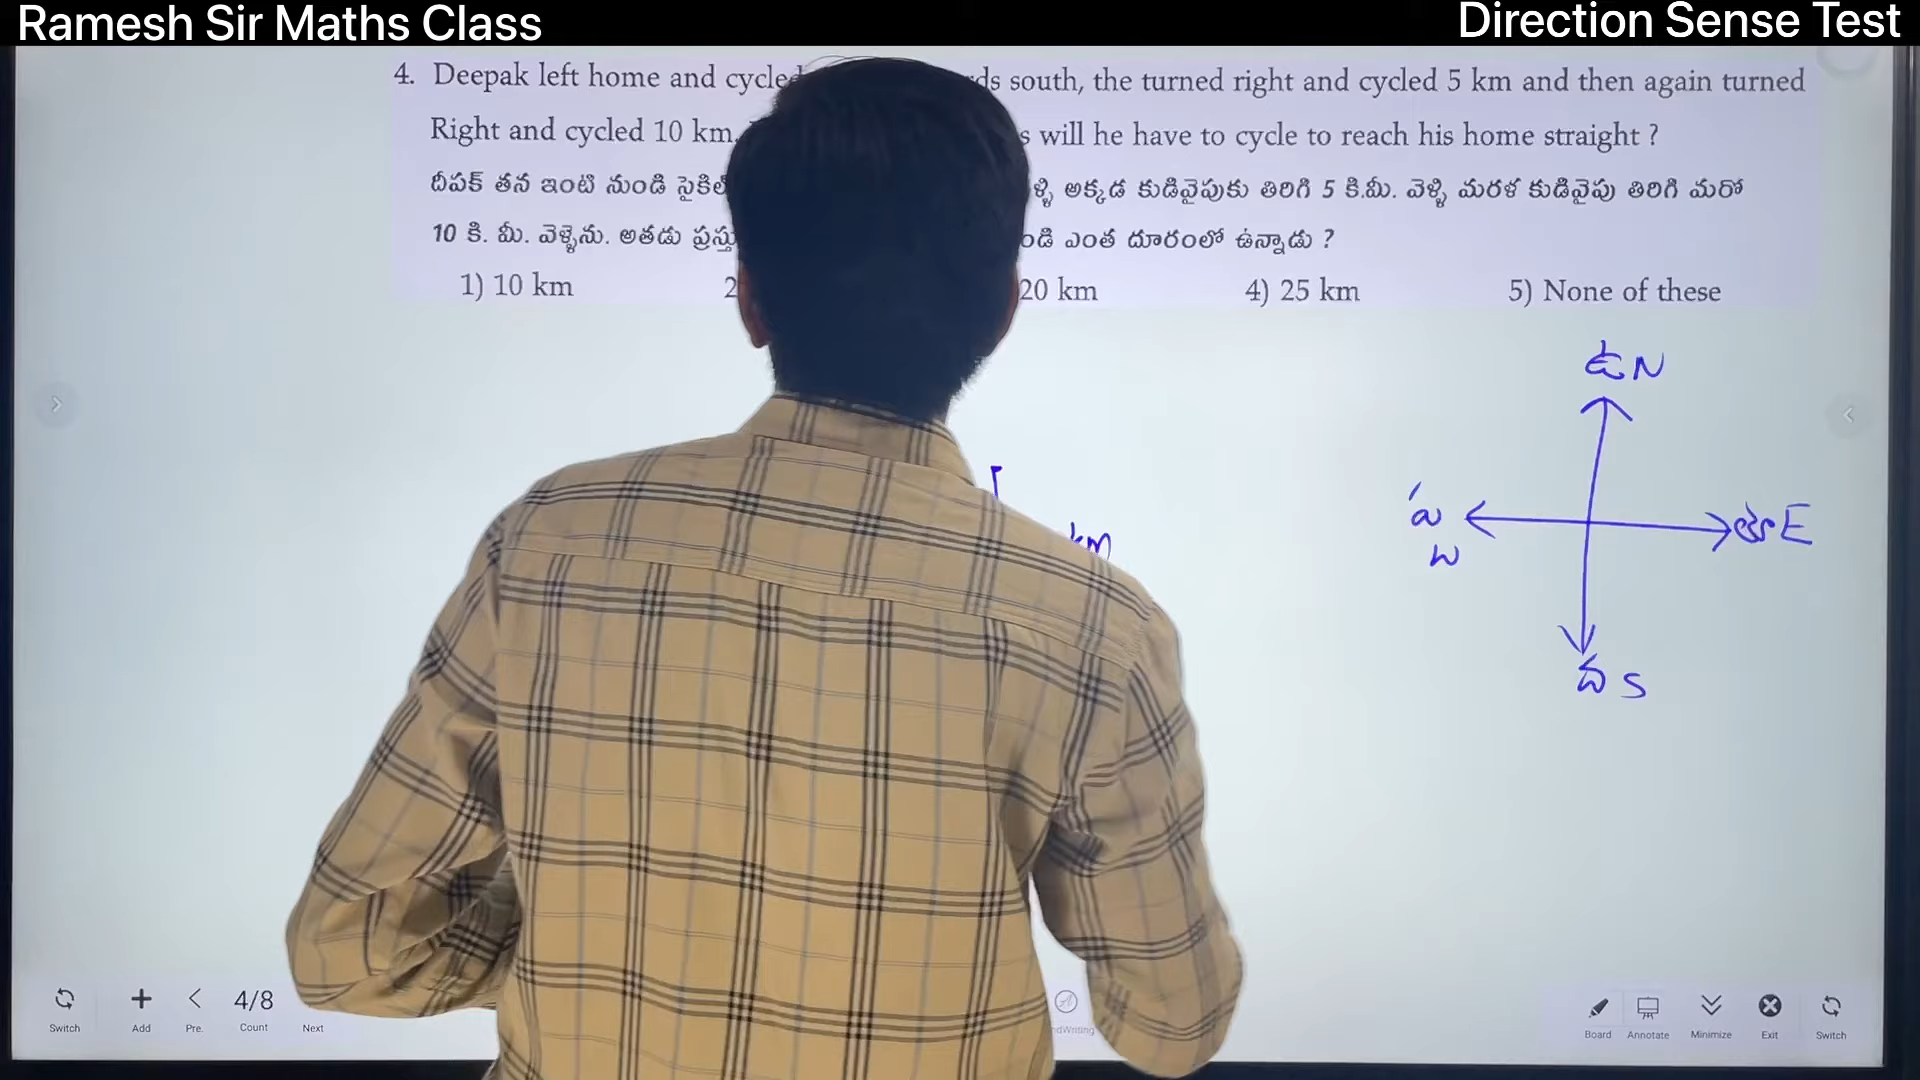 Ramesh Sir Maths Class
Direction Sense Test
4. Deepak left home and cycled south, the turned right and cycled 5 km and then again turned
Right and cycled 10 km. will he have to cycle to reach his home straight ?
దీపక్ తన ఇంటి నుండి అక్కడ కుడివైపుకు తిరిగి 5 కి.మీ. వెళ్ళి మరళ కుడివైపు తిరిగి మరో
10 కి. మీ. వెళ్ళెను. అతడు ఎంత దూరంలో ఉన్నాడు ?
1) 10 km 20 km 4) 25 km 5) None of these
ఉ N
km
ప
W
తూ E
ద S
Switch
Add
Pre.
4/8
Count
Next
Board
Annotate
Minimize
Exit
Switch